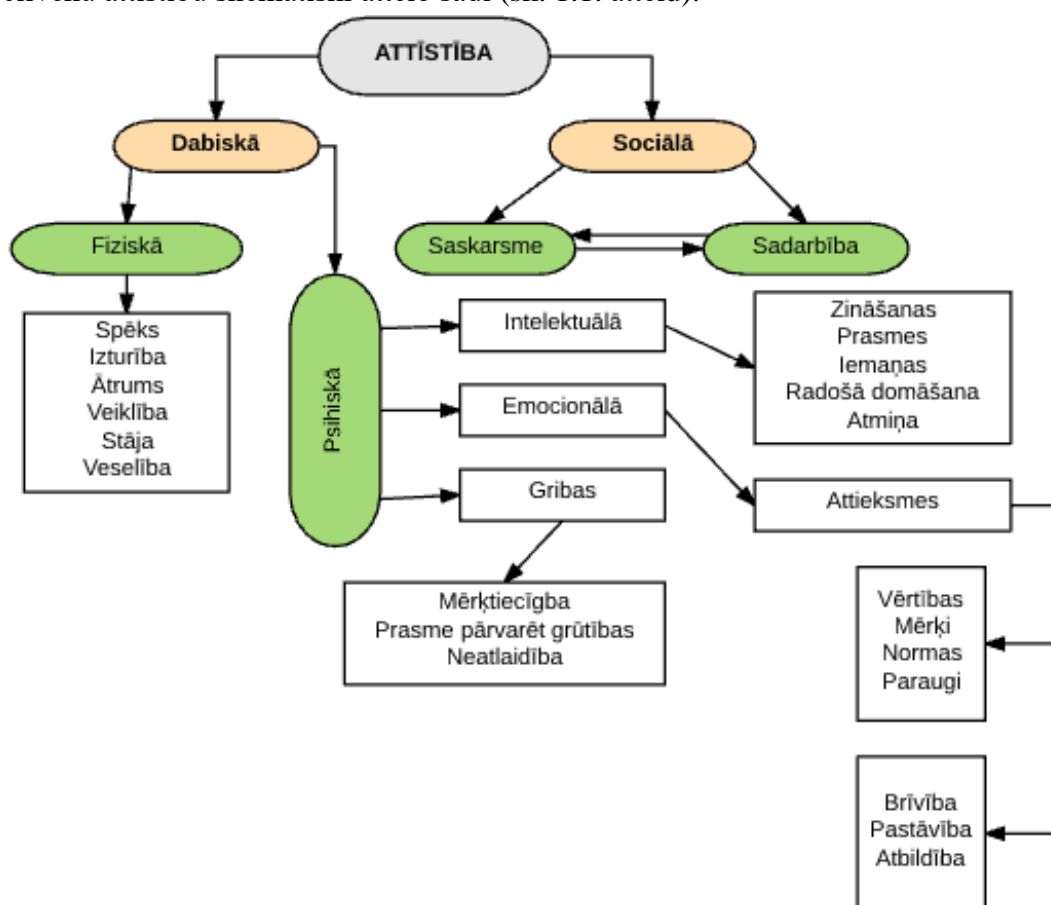 ATTĪSTĪBA
Dabiskā
Sociālā
Fiziskā
Saskarsme
Sadarbība
Spēks
Izturība
Ātrums
Veiklība
Stāja
Veselība
Psihiskā
Intelektuālā
Emocionālā
Gribas
Zināšanas
Prasmes
Iemaņas
Radošā domāšana
Atmiņa
Attieksmes
Mērķtiecīgba
Prasme pārvarēt grūtības
Neatlaidība
Vērtības
Mērķi
Normas
Paraugi
Brīvība
Pastāvība
Atbildība